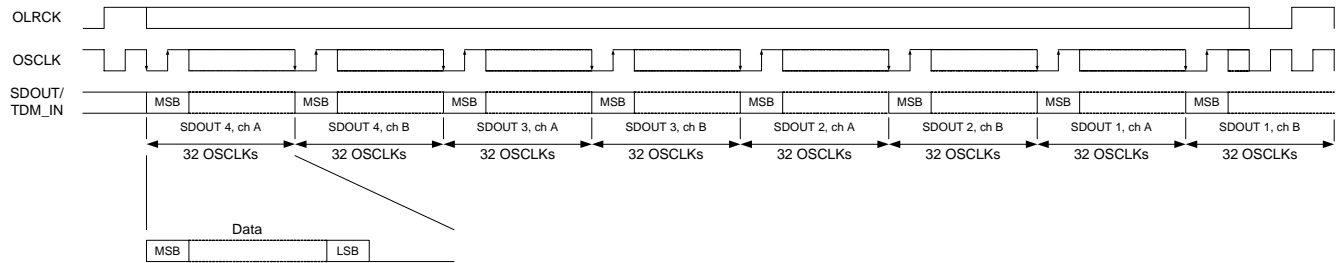 OLRCK
OSCLK
SDOUT/
TDM_IN
MSB MSB MSB MSB MSB MSB MSB MSB
SDOUT 4, ch A SDOUT 4, ch B SDOUT 3, ch A SDOUT 3, ch B SDOUT 2, ch A SDOUT 2, ch B SDOUT 1, ch A SDOUT 1, ch B
32 OSCLKs 32 OSCLKs 32 OSCLKs 32 OSCLKs 32 OSCLKs 32 OSCLKs 32 OSCLKs 32 OSCLKs
Data
MSB LSB